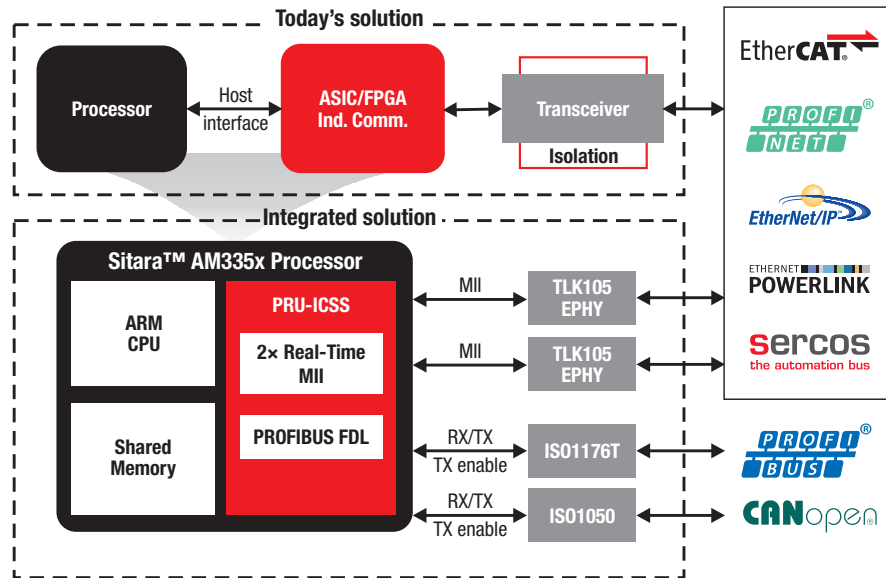 Today's solution
Processor
Host
interface
ASIC/FPGA
Ind. Comm.
Transceiver
Isolation
EtherCAT®
PROFI®
NET
EtherNet/IP™
ETHERNET
POWERLINK
sercos
the automation bus
Integrated solution
Sitara™ AM335x Processor
ARM
CPU
Shared
Memory
PRU-ICSS
2× Real-Time
MII
PROFIBUS FDL
MII
TLK105
EPHY
MII
TLK105
EPHY
RX/TX
TX enable
ISO1176T
PROFI®
BUS
RX/TX
TX enable
ISO1050
CANopen®